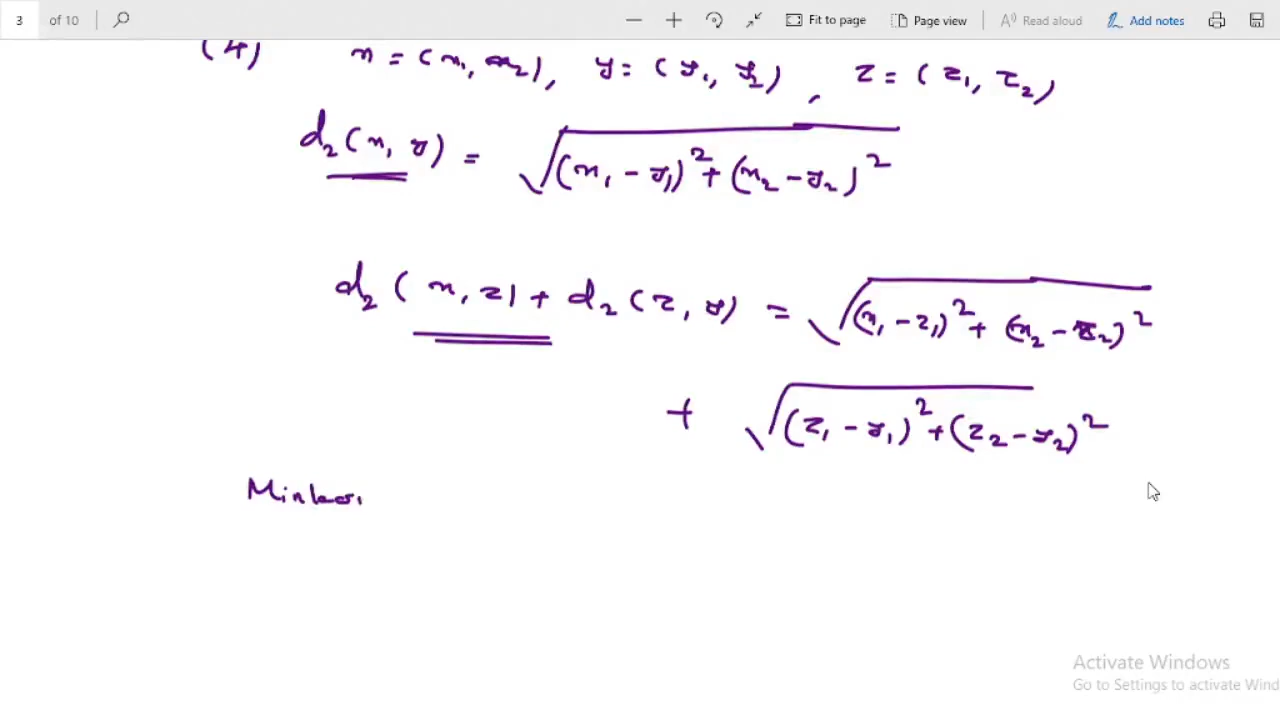 3 of 10 Fit to page Page view Read aloud Add notes
(4) x = (x₁, x₂), y = (y₁, y₂), z = (z₁, z₂)
d₂(x, y) = √((x₁ - y₁)² + (x₂ - y₂)²)
d₂(x, z) + d₂(z, y) = √((x₁ - z₁)² + (x₂ - z₂)²)
+ √((z₁ - y₁)² + (z₂ - y₂)²)
Activate Windows
Go to Settings to activate Wind